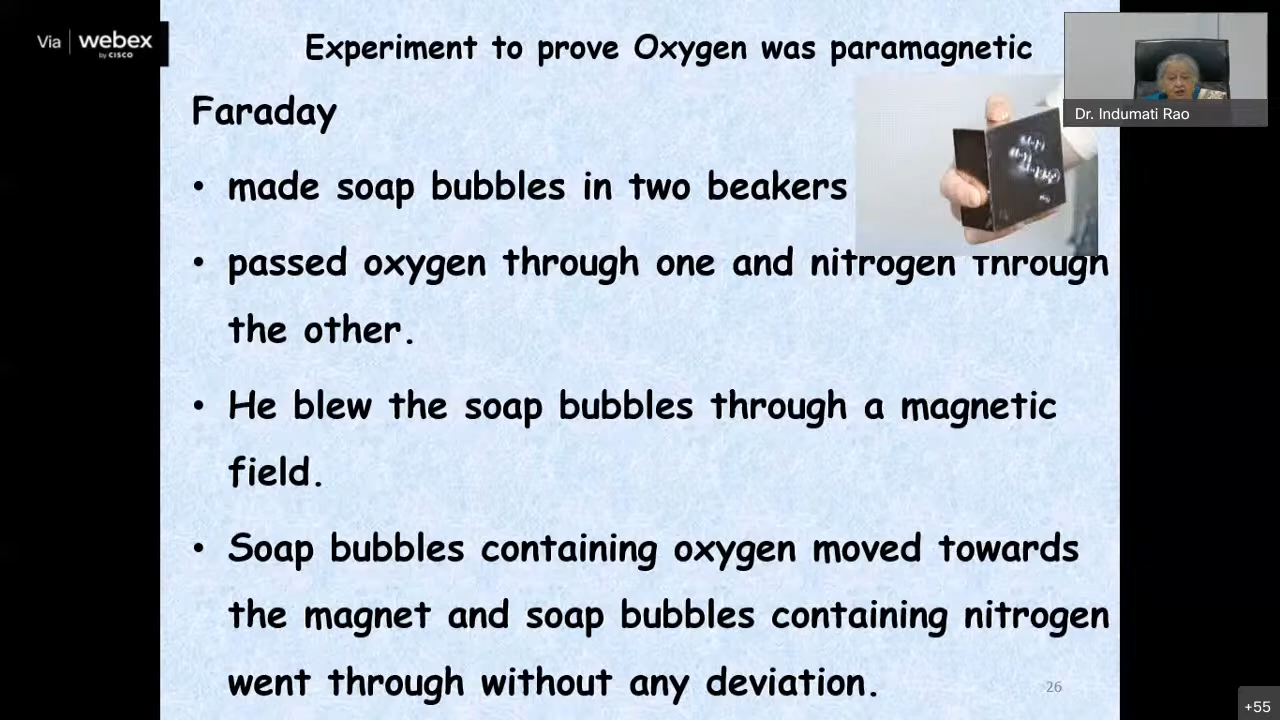 Via webex
by CISCO
Experiment to prove Oxygen was paramagnetic
Dr. Indumati Rao
Faraday
• made soap bubbles in two beakers
• passed oxygen through one and nitrogen through
the other.
• He blew the soap bubbles through a magnetic
field.
• Soap bubbles containing oxygen moved towards
the magnet and soap bubbles containing nitrogen
went through without any deviation.
26
+55